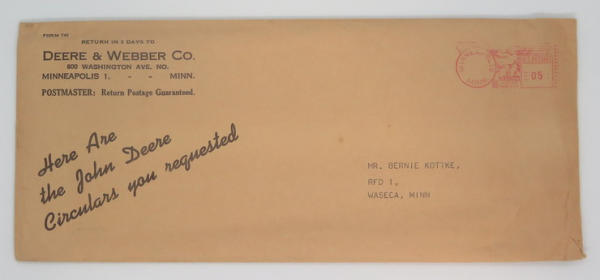 FORM 741
RETURN IN 5 DAYS TO
DEERE & WEBBER CO.
800 WASHINGTON AVE. NO.
MINNEAPOLIS 1, - - MINN.
POSTMASTER: Return Postage Guaranteed.
05
Here Are
the John Deere
Circulars you requested
MR. BERNIE KOTTKE,
RFD 1,
WASECA, MINN